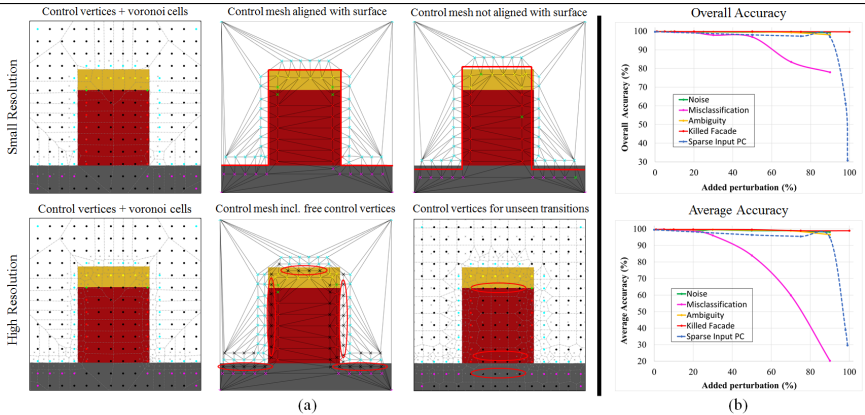 Control vertices + voronoi cells
Control mesh aligned with surface
Control mesh not aligned with surface
Small Resolution
Control vertices + voronoi cells
Control mesh incl. free control vertices
Control vertices for unseen transitions
High Resolution
(a)
Overall Accuracy
Overall Accuracy (%)
100
90
80
70
60
50
40
30
Noise
Misclassification
Ambiguity
Killed Facade
Sparse Input PC
0 20 40 60 80 100
Added perturbation (%)
Average Accuracy
Average Accuracy (%)
100
90
80
70
60
50
40
30
20
Noise
Misclassification
Ambiguity
Killed Facade
Sparse Input PC
0 20 40 60 80 100
Added perturbation (%)
(b)